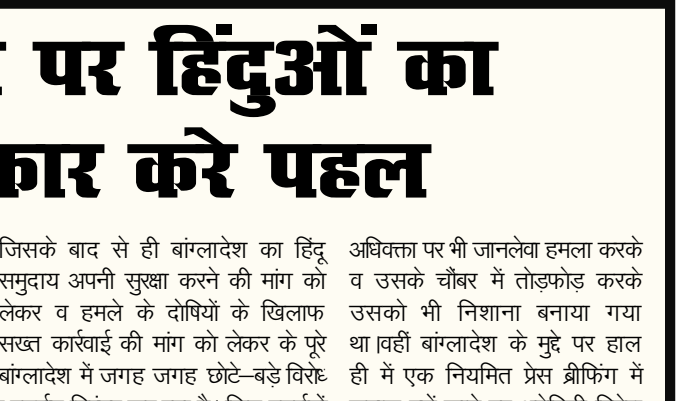 पर हिंदुओं का
कार करे पहल
जिसके बाद से ही बांग्लादेश का हिंदू
समुदाय अपनी सुरक्षा करने की मांग को
लेकर व हमले के दोषियों के खिलाफ
सख्त कार्रवाई की मांग को लेकर के पूरे
बांग्लादेश में जगह जगह छोटे–बड़े विरोध
अधिवक्ता पर भी जानलेवा हमला करके
व उसके चौंबर में तोड़फोड़ करके
उसको भी निशाना बनाया गया
था।वहीं बांग्लादेश के मुद्दे पर हाल
ही में एक नियमित प्रेस ब्रीफिंग में